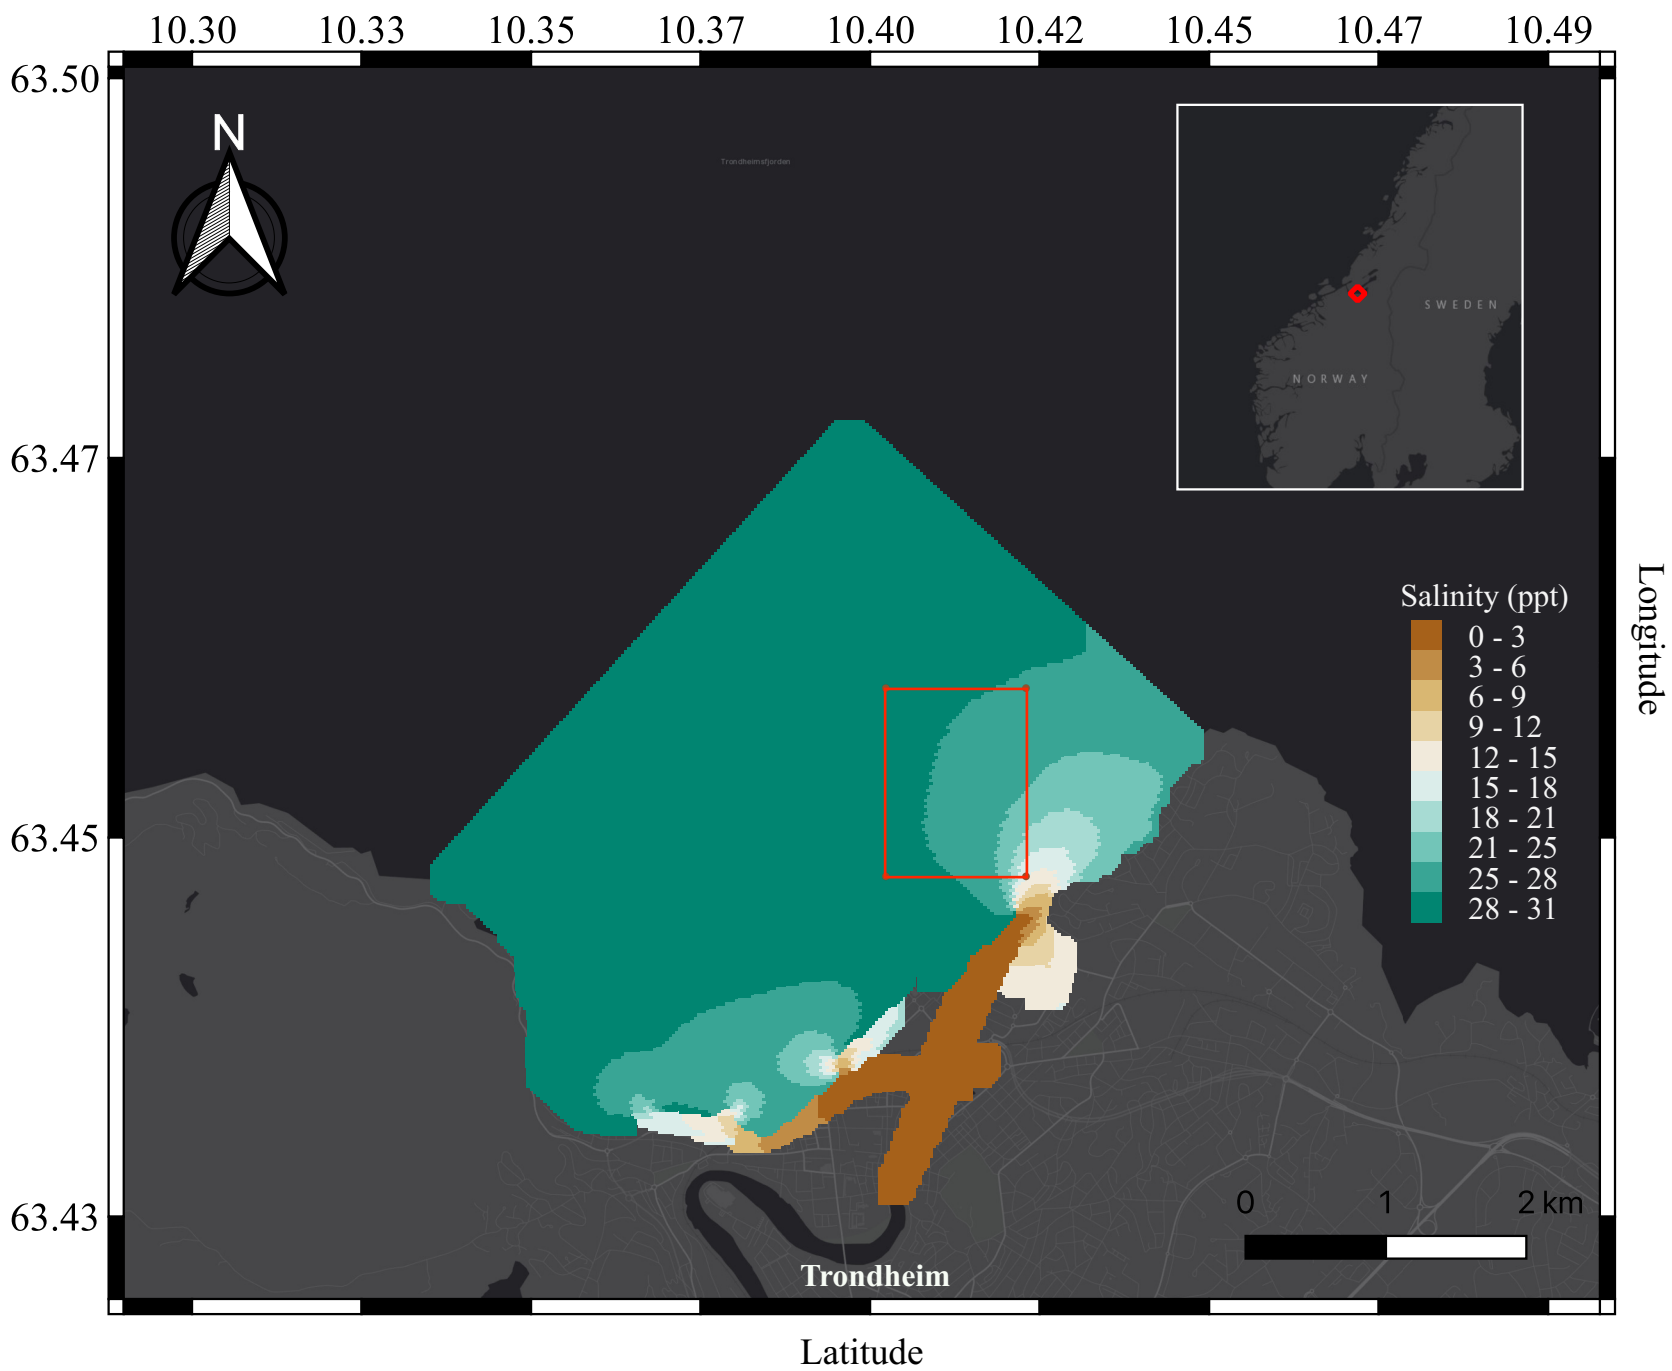 10.30 10.33 10.35 10.37 10.40 10.42 10.45 10.47 10.49
63.50
N
Trondheimsfjorden
SWEDEN
NORWAY
63.47
Longitude
Salinity (ppt)
0 - 3
3 - 6
6 - 9
9 - 12
12 - 15
15 - 18
18 - 21
21 - 25
25 - 28
28 - 31
63.45
63.43
0 1 2 km
Trondheim
Latitude